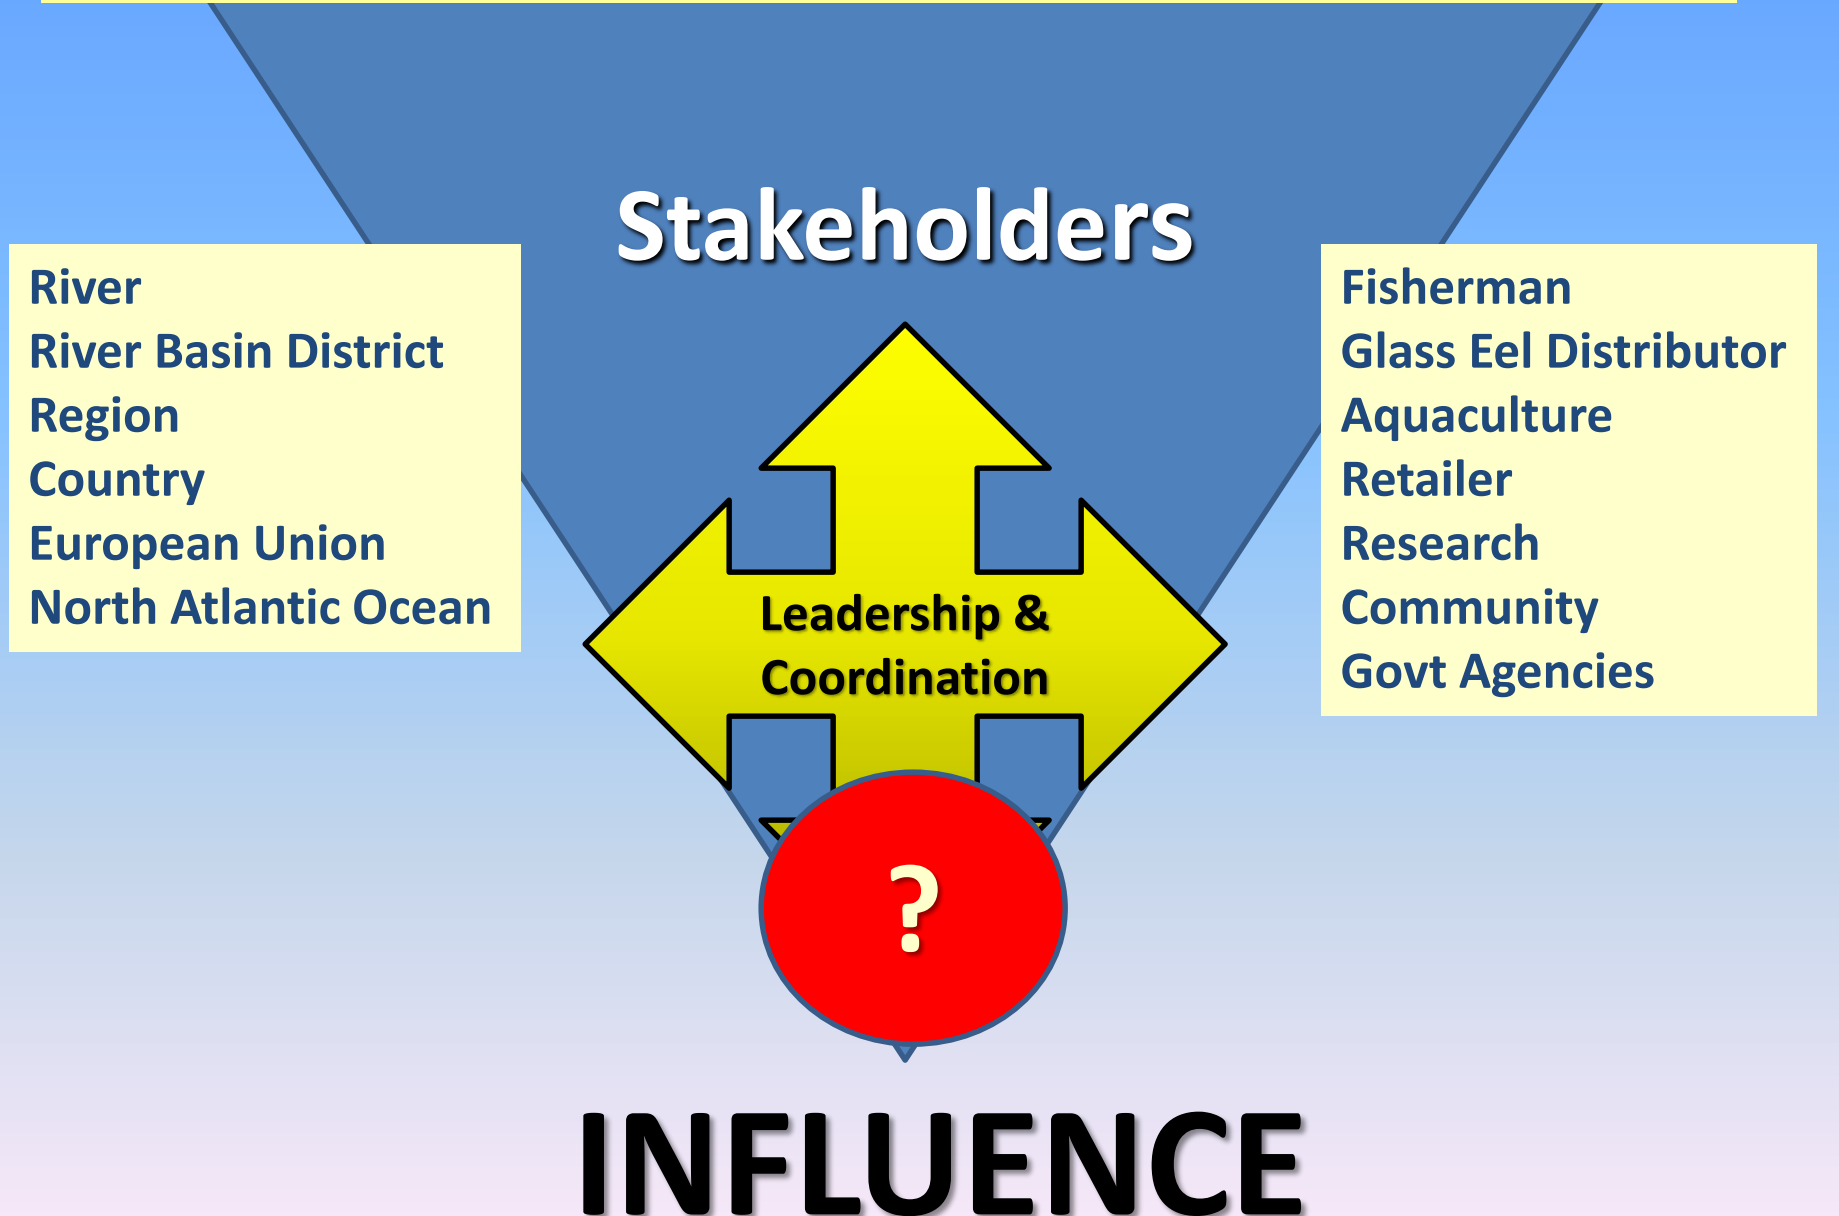 Stakeholders
River
River Basin District
Region
Country
European Union
North Atlantic Ocean
Fisherman
Glass Eel Distributor
Aquaculture
Retailer
Research
Community
Govt Agencies
Leadership &
Coordination
?
INFLUENCE